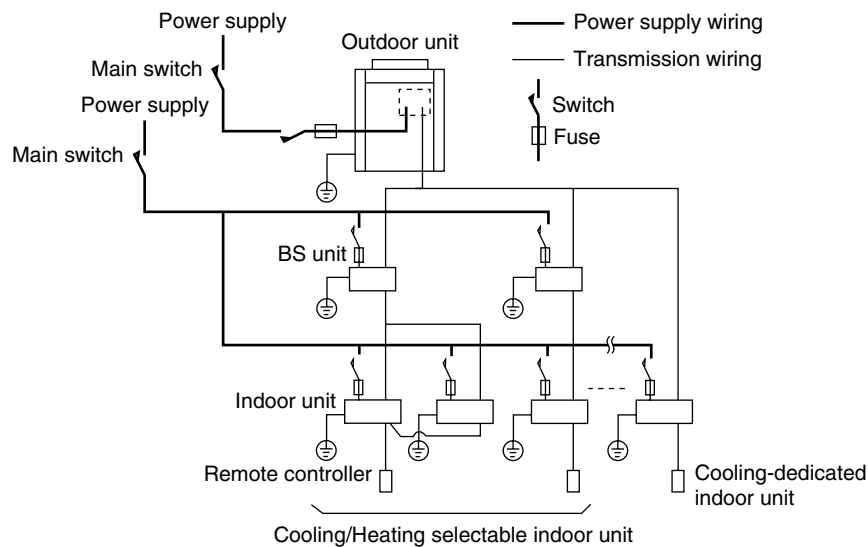 Power supply
Outdoor unit
Power supply wiring
Transmission wiring
Main switch
Power supply
Switch
Fuse
Main switch
BS unit
Indoor unit
Remote controller
Cooling-dedicated
indoor unit
Cooling/Heating selectable indoor unit